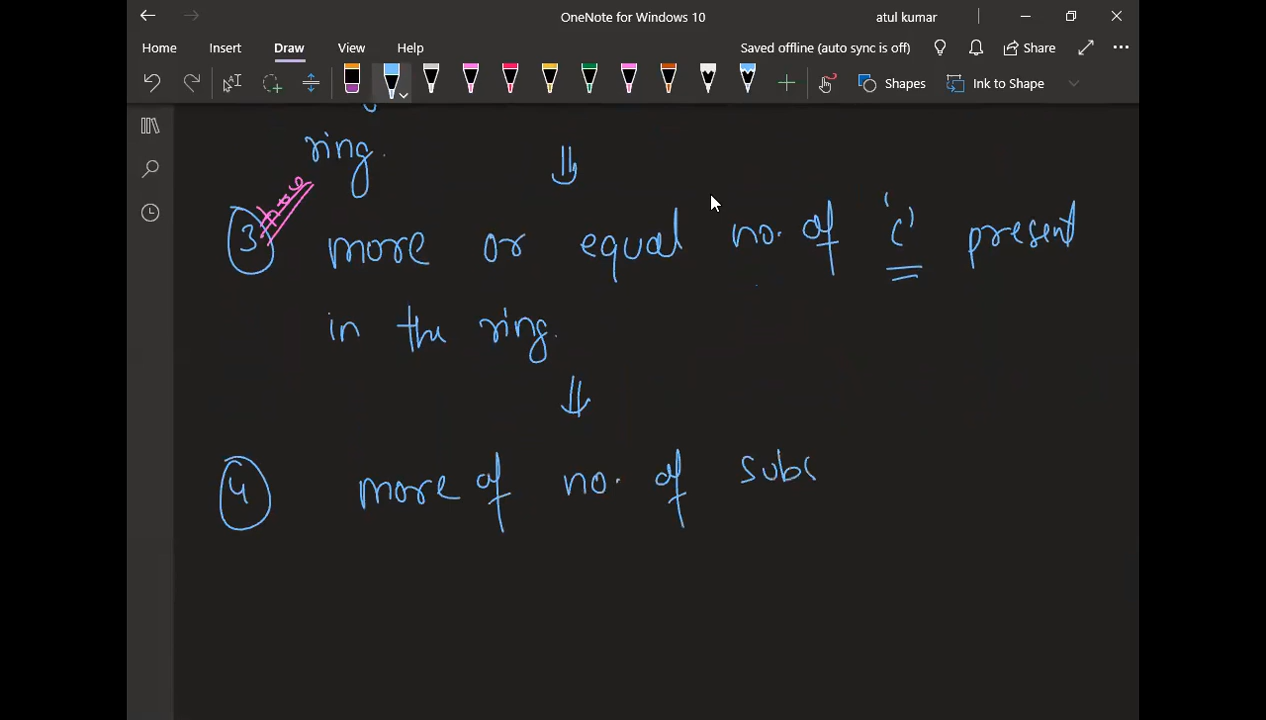 OneNote for Windows 10
atul kumar
Home Insert Draw View Help
Saved offline (auto sync is off)
Share
Shapes
Ink to Shape
ring.
3 more or equal no. of 'c' present
in the ring.
4 more of no. of subs